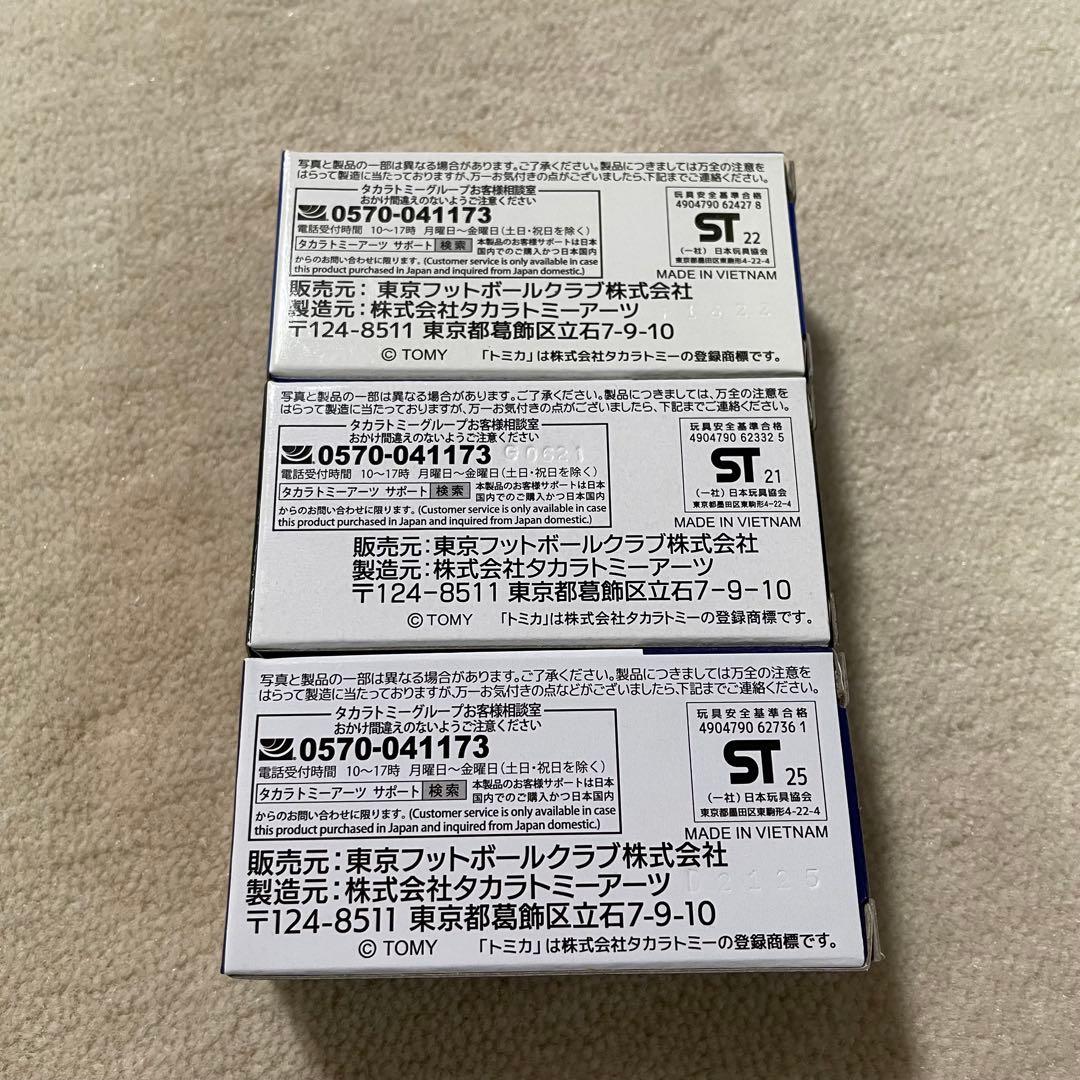 写真と製品の一部は異なる場合があります。ご了承ください。製品につきましては万全の注意を
はらって製造に当たっておりますが、万一お気付きの点がございましたら、下記までご連絡ください。
タカラトミーグループお客様相談室
おかけ間違えのないようご注意ください
0570-041173
電話受付時間 10〜17時 月曜日〜金曜日(土日・祝日を除く)
タカラトミーアーツ サポート 検索 本製品のお客様サポートは日本
国内でのご購入かつ日本国内
からのお問い合わせに限ります。(Customer service is only available in case
this product purchased in Japan and inquired from Japan domestic.)
玩具安全基準合格
4904790 62427 8
ST 22
(一社)日本玩具協会
東京都墨田区東駒形4-22-4
MADE IN VIETNAM
販売元:東京フットボールクラブ株式会社
製造元:株式会社タカラトミーアーツ
〒124-8511 東京都葛飾区立石7-9-10
© TOMY 「トミカ」は株式会社タカラトミーの登録商標です。
写真と製品の一部は異なる場合があります。ご了承ください。製品につきましては、万全の注意を
はらって製造に当たっておりますが、万一お気付きの点がございましたら、下記までご連絡ください。
タカラトミーグループお客様相談室
おかけ間違えのないようご注意ください
0570-041173 G0621
電話受付時間 10〜17時 月曜日〜金曜日(土日・祝日を除く)
タカラトミーアーツ サポート 検索 本製品のお客様サポートは日本
国内でのご購入かつ日本国内
からのお問い合わせに限ります。(Customer service is only available in case
this product purchased in Japan and inquired from Japan domestic.)
玩具安全基準合格
4904790 62332 5
ST 21
(一社)日本玩具協会
東京都墨田区東駒形4-22-4
MADE IN VIETNAM
販売元:東京フットボールクラブ株式会社
製造元:株式会社タカラトミーアーツ
〒124-8511 東京都葛飾区立石7-9-10
© TOMY 「トミカ」は株式会社タカラトミーの登録商標です。
写真と製品の一部は異なる場合があります。ご了承ください。製品につきましては万全の注意を
はらって製造に当たっておりますが、万一お気付きの点などがございましたら、下記までご連絡ください。
タカラトミーグループお客様相談室
おかけ間違えのないようご注意ください
0570-041173
電話受付時間 10〜17時 月曜日〜金曜日(土日・祝日を除く)
タカラトミーアーツ サポート 検索 本製品のお客様サポートは日本
国内でのご購入かつ日本国内
からのお問い合わせに限ります。(Customer service is only available in case
this product purchased in Japan and inquired from Japan domestic.)
玩具安全基準合格
4904790 62736 1
ST 25
(一社)日本玩具協会
東京都墨田区東駒形4-22-4
MADE IN VIETNAM
販売元:東京フットボールクラブ株式会社
製造元:株式会社タカラトミーアーツ D2125
〒124-8511 東京都葛飾区立石7-9-10
© TOMY 「トミカ」は株式会社タカラトミーの登録商標です。